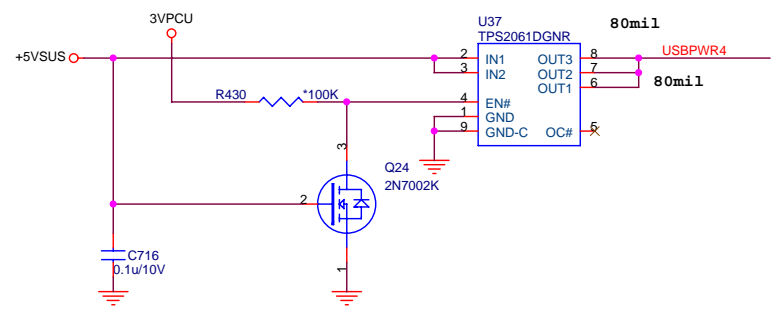 3VPCU
+5VSUS
U37
TPS2061DGNR
80mil
2 IN1 OUT3 8 USBPWR4
3 IN2 OUT2 7
OUT1 6
80mil
R430 *100K
4 EN#
1 GND
9 GND-C OC# 5
3
Q24
2N7002K
2
C716
0.1u/10V
1